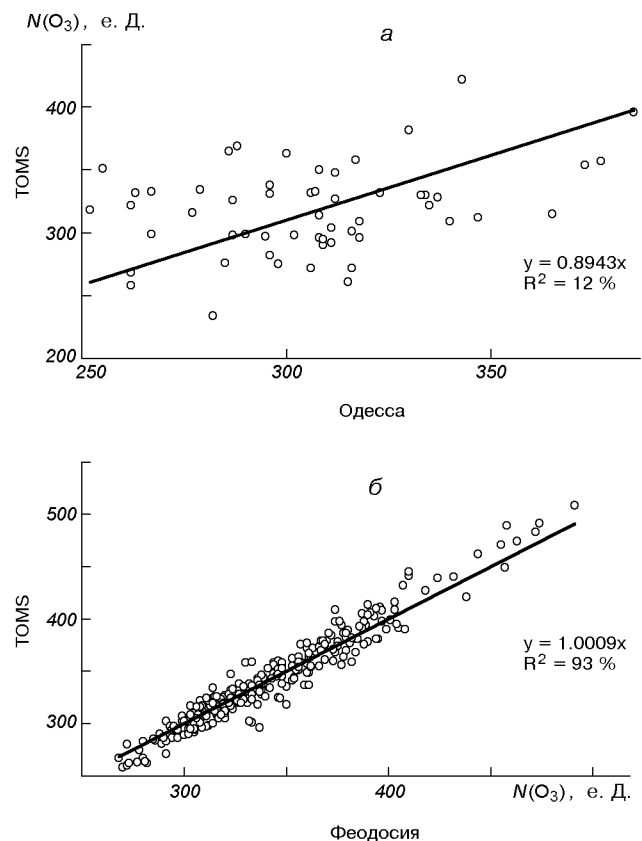 N(O₃), е. Д.
а
TOMS
400
300
200
y = 0.8943x
R² = 12 %
250
300
350
Одесса
б
TOMS
500
400
300
y = 1.0009x
R² = 93 %
300
400
N(O₃), е. Д.
Феодосия